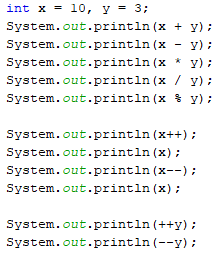 int x = 10, y = 3;
System.out.println(x + y);
System.out.println(x - y);
System.out.println(x * y);
System.out.println(x / y);
System.out.println(x % y);

System.out.println(x++);
System.out.println(x);
System.out.println(x--);
System.out.println(x);

System.out.println(++y);
System.out.println(--y);